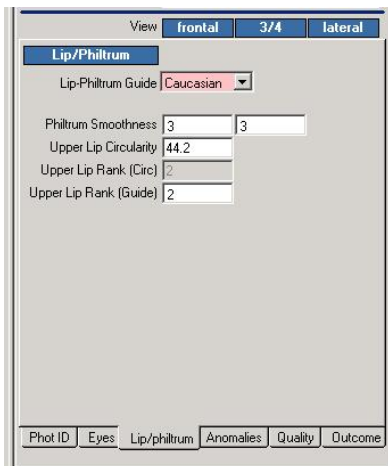 View frontal 3/4 lateral
Lip/Philtrum
Lip-Philtrum Guide Caucasian
Philtrum Smoothness 3 3
Upper Lip Circularity 44.2
Upper Lip Rank (Circ) 2
Upper Lip Rank (Guide) 2
Phot ID Eyes Lip/philtrum Anomalies Quality Outcome